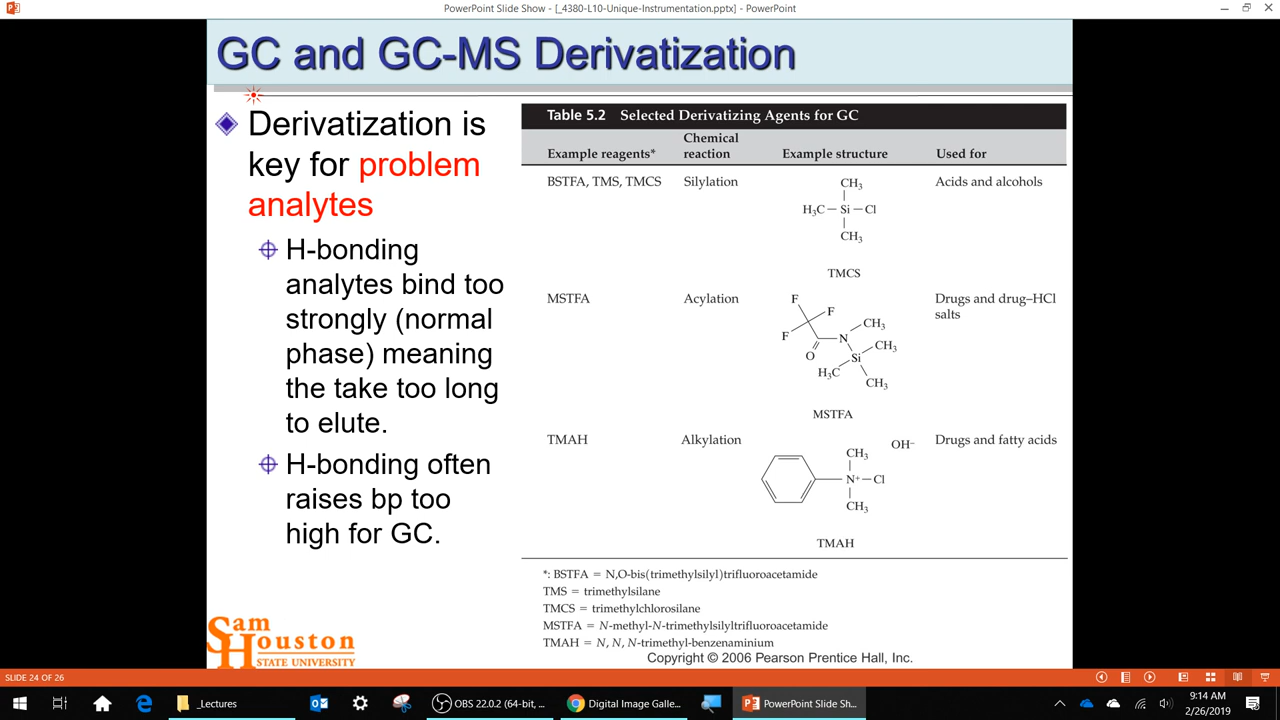 PowerPoint Slide Show - [_4380-L10-Unique-Instrumentation.pptx] - PowerPoint
GC and GC-MS Derivatization
Derivatization is
key for problem
analytes
H-bonding
analytes bind too
strongly (normal
phase) meaning
the take too long
to elute.
H-bonding often
raises bp too
high for GC.
Table 5.2 Selected Derivatizing Agents for GC
Example reagents* Chemical reaction Example structure Used for
BSTFA, TMS, TMCS Silylation Acids and alcohols
CH₃
H₃C — Si — Cl
CH₃
TMCS
MSTFA Acylation Drugs and drug–HCl
salts
F
F
F
CH₃
N
O
CH₃
Si
H₃C
CH₃
MSTFA
TMAH Alkylation Drugs and fatty acids
OH⁻
CH₃
N⁺ — Cl
CH₃
TMAH
*: BSTFA = N,O-bis(trimethylsilyl)trifluoroacetamide
TMS = trimethylsilane
TMCS = trimethylchlorosilane
MSTFA = N-methyl-N-trimethylsilyltrifluoroacetamide
TMAH = N, N, N-trimethyl-benzenaminium
Copyright © 2006 Pearson Prentice Hall, Inc.
Sam
Houston
STATE UNIVERSITY
SLIDE 24 OF 26
_Lectures
OBS 22.0.2 (64-bit, ...
Digital Image Galle...
PowerPoint Slide Sh...
9:14 AM
2/26/2019